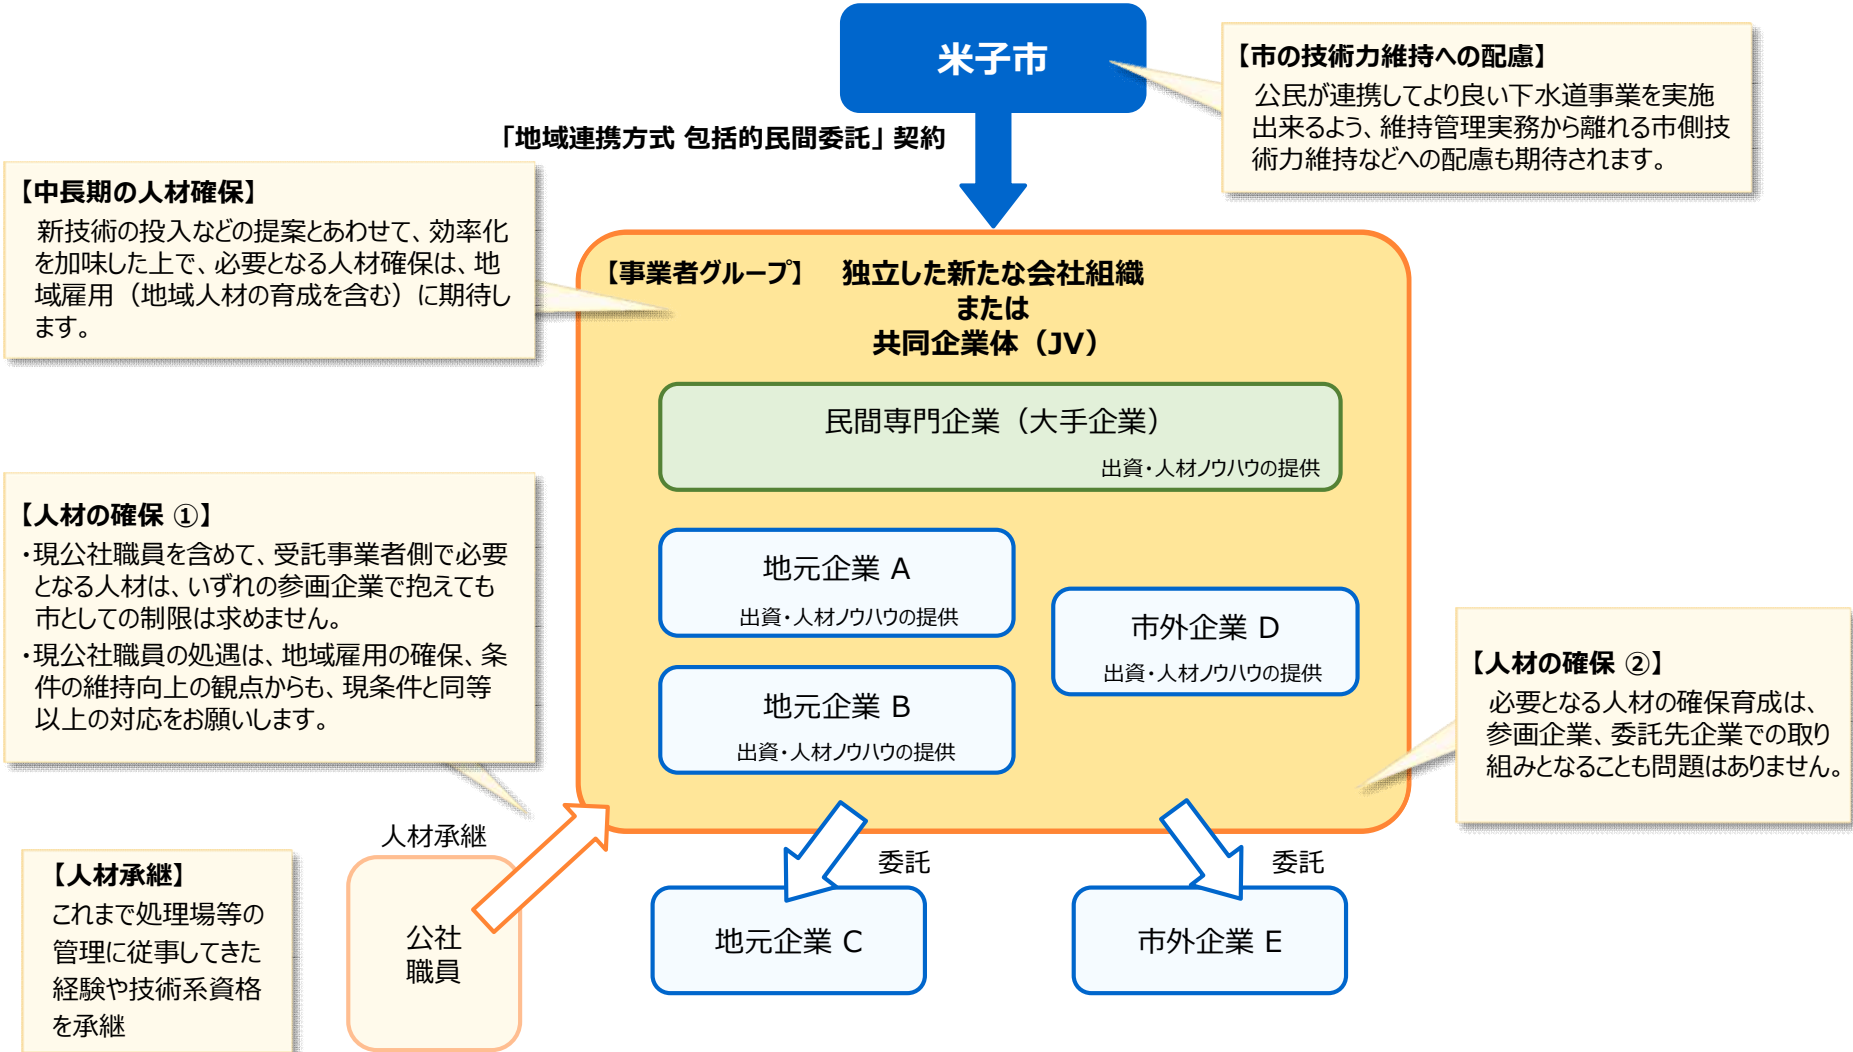 米子市
【市の技術力維持への配慮】
公民が連携してより良い下水道事業を実施
出来るよう、維持管理実務から離れる市側技
術力維持などへの配慮も期待されます。
「地域連携方式 包括的民間委託」契約
【中長期の人材確保】
新技術の投入などの提案とあわせて、効率化
を加味した上で、必要となる人材確保は、地
域雇用（地域人材の育成を含む）に期待し
ます。
【事業者グループ】 独立した新たな会社組織
または
共同企業体（JV）
民間専門企業（大手企業）
出資・人材ノウハウの提供
【人材の確保 ①】
・現公社職員を含めて、受託事業者側で必要
となる人材は、いずれの参画企業で抱えても
市としての制限は求めません。
・現公社職員の処遇は、地域雇用の確保、条
件の維持向上の観点からも、現条件と同等
以上の対応をお願いします。
地元企業 A
出資・人材ノウハウの提供
地元企業 B
出資・人材ノウハウの提供
市外企業 D
出資・人材ノウハウの提供
【人材の確保 ②】
必要となる人材の確保育成は、
参画企業、委託先企業での取り
組みとなることも問題はありません。
人材承継
委託
委託
【人材承継】
これまで処理場等の
管理に従事してきた
経験や技術系資格
を承継
公社
職員
地元企業 C
市外企業 E